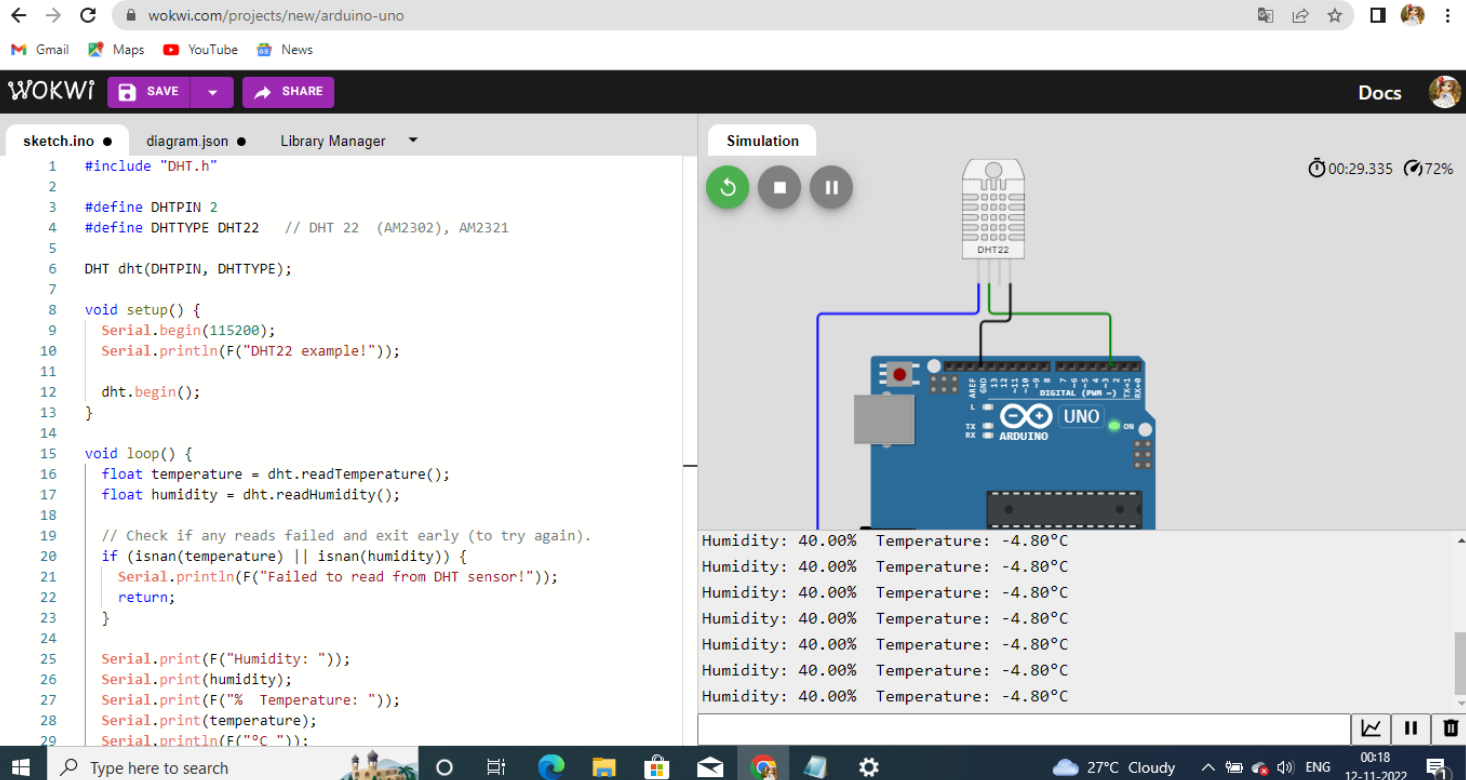 wokwi.com/projects/new/arduino-uno
Gmail Maps YouTube News
WOKWI SAVE SHARE Docs
sketch.ino diagram.json Library Manager
1 #include "DHT.h"
2
3 #define DHTPIN 2
4 #define DHTTYPE DHT22 // DHT 22 (AM2302), AM2321
5
6 DHT dht(DHTPIN, DHTTYPE);
7
8 void setup() {
9 Serial.begin(115200);
10 Serial.println(F("DHT22 example!"));
11
12 dht.begin();
13 }
14
15 void loop() {
16 float temperature = dht.readTemperature();
17 float humidity = dht.readHumidity();
18
19 // Check if any reads failed and exit early (to try again).
20 if (isnan(temperature) || isnan(humidity)) {
21 Serial.println(F("Failed to read from DHT sensor!"));
22 return;
23 }
24
25 Serial.print(F("Humidity: "));
26 Serial.print(humidity);
27 Serial.print(F("%  Temperature: "));
28 Serial.print(temperature);
29 Serial.println(F("°C "));
Simulation
00:29.335 72%
DHT22
AREF GND 13 12 ~11 ~10 ~9 8 7 ~6 ~5 4 ~3 2 TX→1 RX←0
DIGITAL (PWM ~)
L
TX
RX
UNO
ON
ARDUINO
Humidity: 40.00%  Temperature: -4.80°C
Humidity: 40.00%  Temperature: -4.80°C
Humidity: 40.00%  Temperature: -4.80°C
Humidity: 40.00%  Temperature: -4.80°C
Humidity: 40.00%  Temperature: -4.80°C
Humidity: 40.00%  Temperature: -4.80°C
Humidity: 40.00%  Temperature: -4.80°C
Type here to search
27°C Cloudy
ENG
00:18
12-11-2022
1